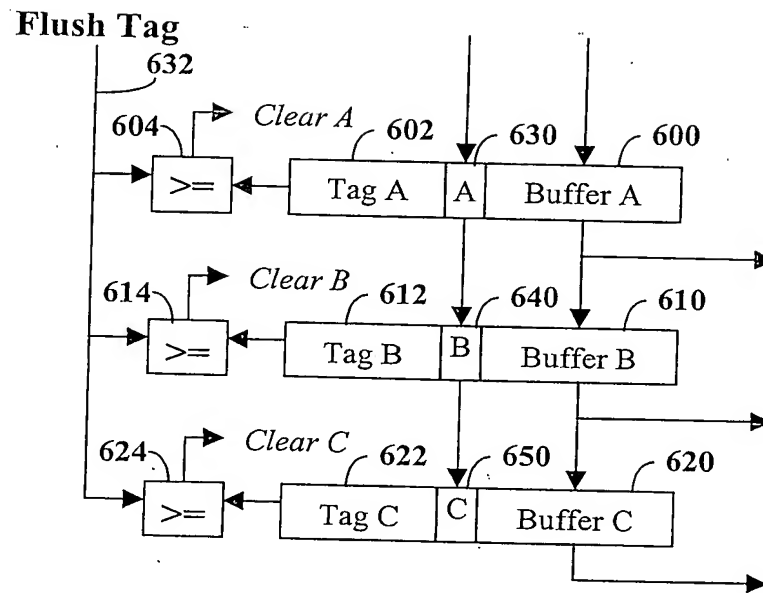 Flush Tag
632
604 Clear A 602 630 600
>= Tag A A Buffer A
614 Clear B 612 640 610
>= Tag B B Buffer B
624 Clear C 622 650 620
>= Tag C C Buffer C